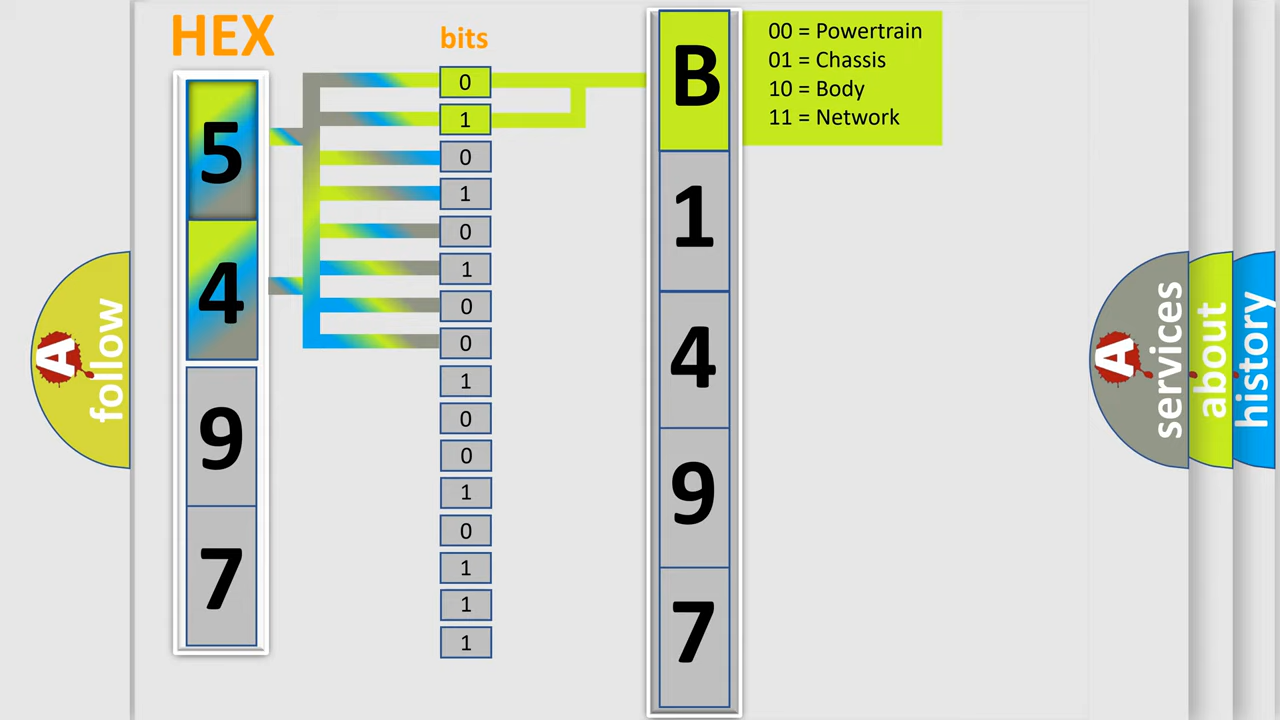 HEX
bits
5
4
9
7
0
1
0
1
0
1
0
0
1
0
0
1
0
1
1
1
B
1
4
9
7
00 = Powertrain
01 = Chassis
10 = Body
11 = Network
A
follow
A
services
about
history